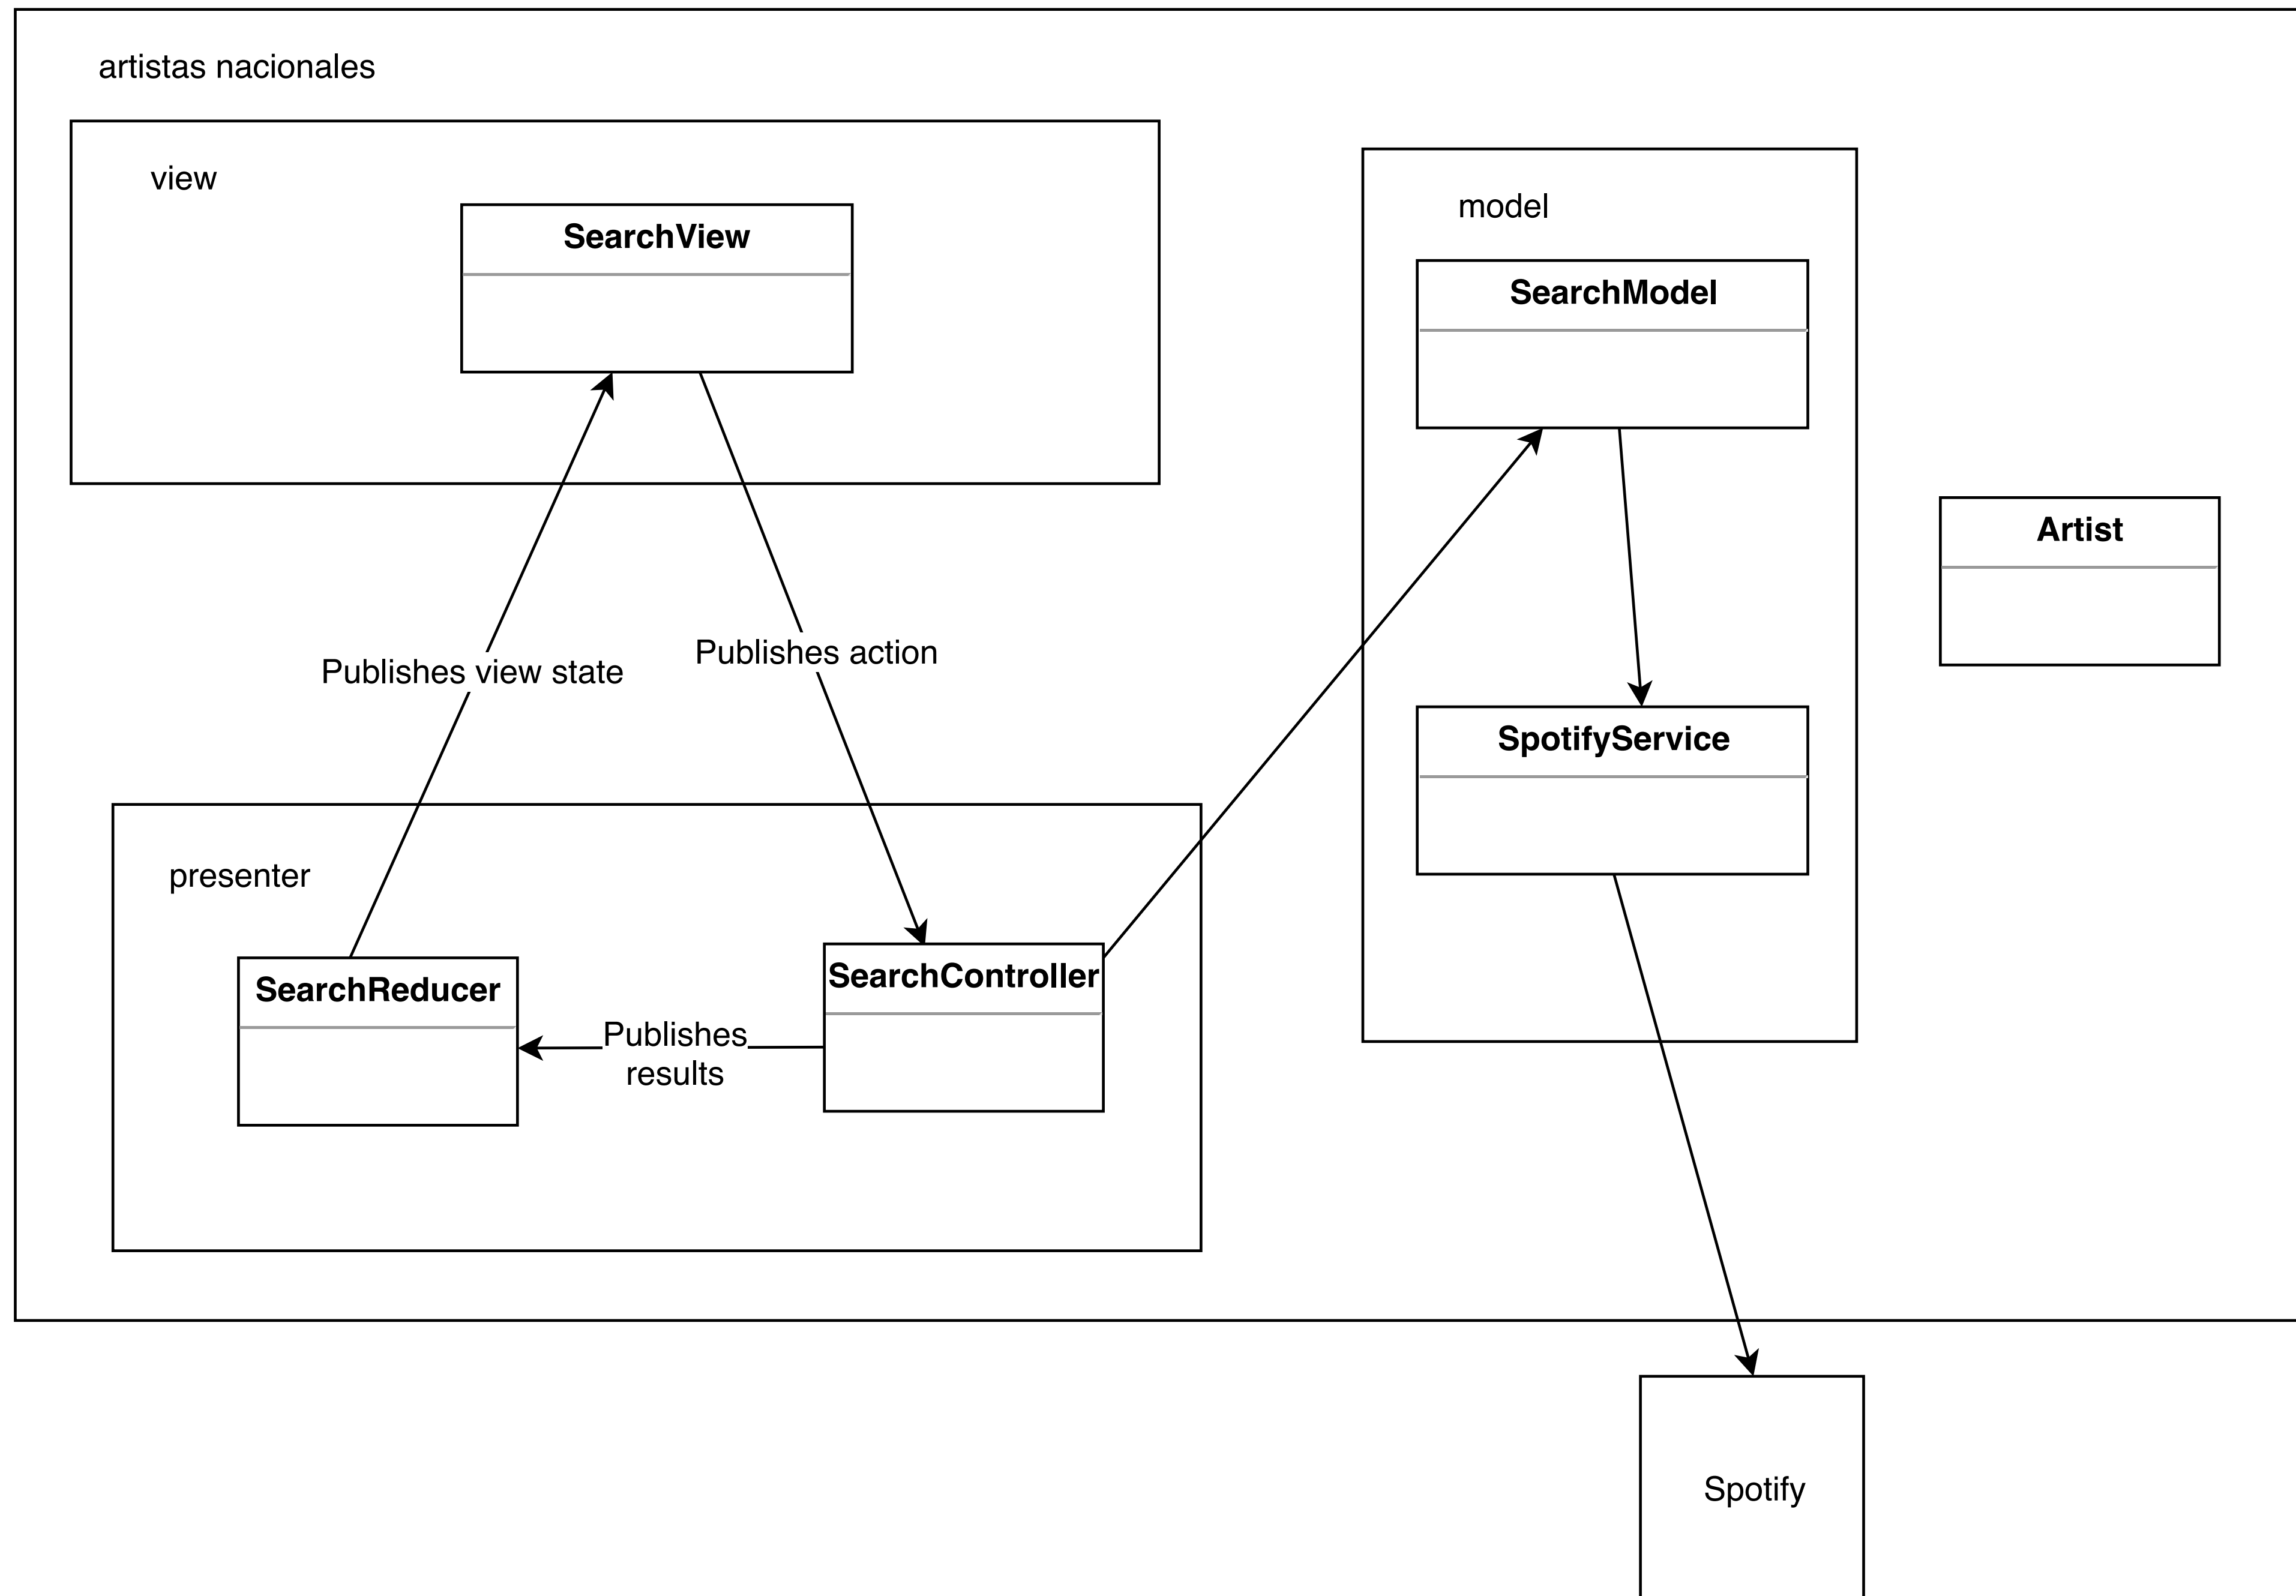 artistas nacionales
view
SearchView
model
SearchModel
Artist
Publishes view state
Publishes action
SpotifyService
presenter
SearchReducer
SearchController
Publishes
results
Spotify